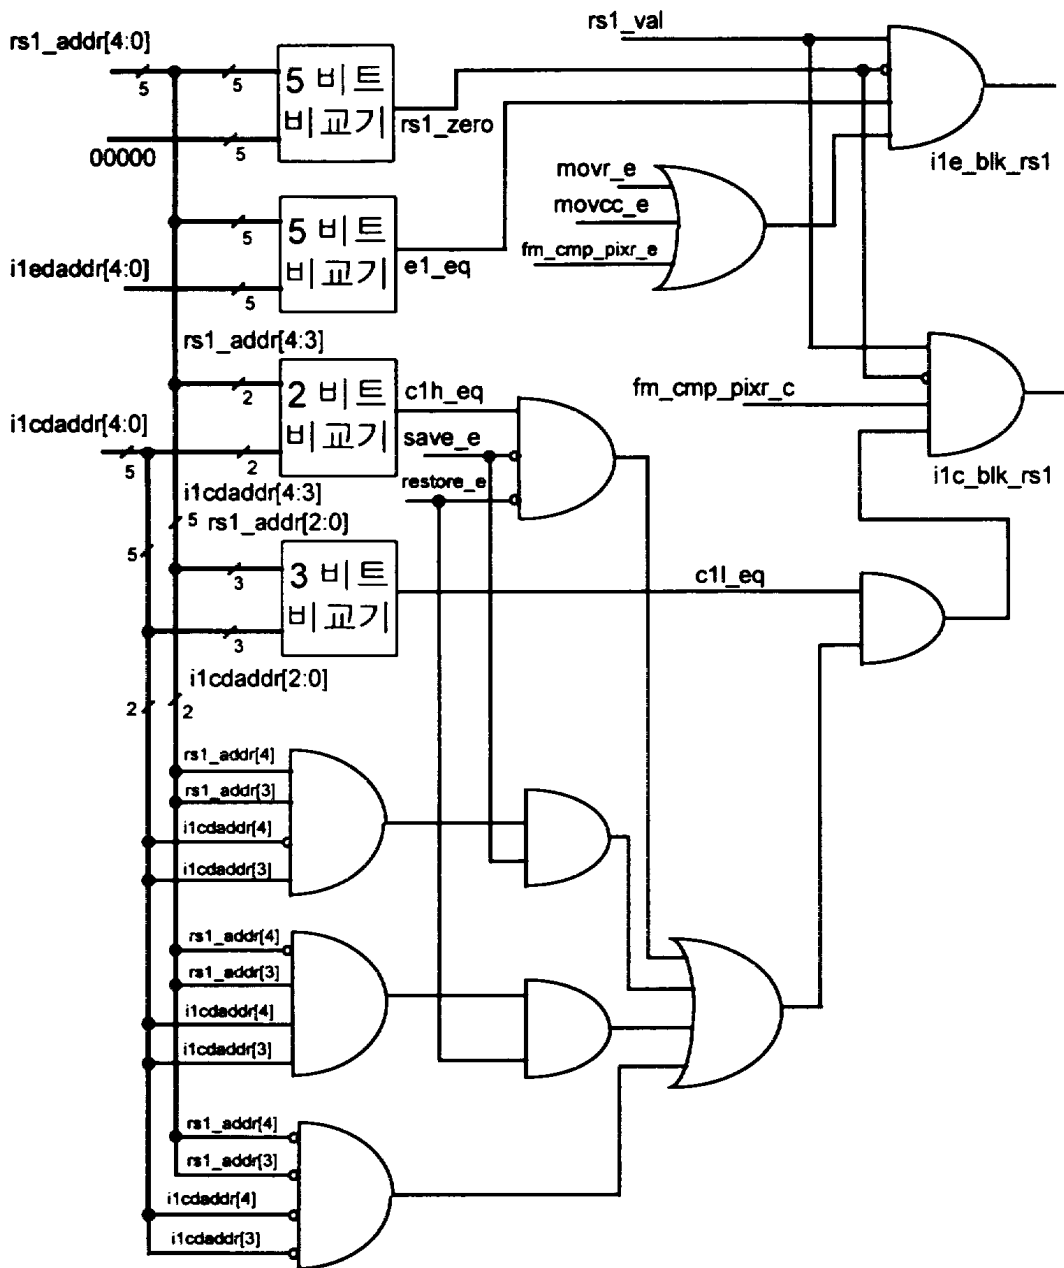 rs1_addr[4:0]
rs1_val
5
5
5 비트
비교기
rs1_zero
00000
5
i1e_blk_rs1
movr_e
movcc_e
fm_cmp_pixr_e
5
5 비트
비교기
e1_eq
i1edaddr[4:0]
5
rs1_addr[4:3]
2
2 비트
비교기
c1h_eq
fm_cmp_pixr_c
i1cdaddr[4:0]
save_e
5
2
i1c_blk_rs1
restore_e
i1cdaddr[4:3]
5
rs1_addr[2:0]
5
3
3 비트
비교기
c1l_eq
3
i1cdaddr[2:0]
2
2
rs1_addr[4]
rs1_addr[3]
i1cdaddr[4]
i1cdaddr[3]
rs1_addr[4]
rs1_addr[3]
i1cdaddr[4]
i1cdaddr[3]
rs1_addr[4]
rs1_addr[3]
i1cdaddr[4]
i1cdaddr[3]